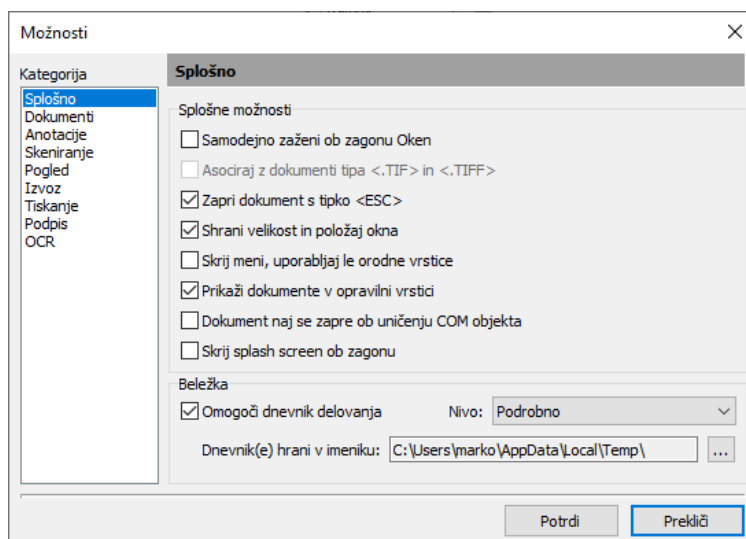 Možnosti
Kategorija
Splošno
Dokumenti
Anotacije
Skeniranje
Pogled
Izvoz
Tiskanje
Podpis
OCR
Splošno
Splošne možnosti
Samodejno zaženi ob zagonu Oken
Asociraj z dokumenti tipa <.TIF> in <.TIFF>
Zapri dokument s tipko <ESC>
Shrani velikost in položaj okna
Skrij meni, uporabljaj le orodne vrstice
Prikaži dokumente v opravilni vrstici
Dokument naj se zapre ob uničenju COM objekta
Skrij splash screen ob zagonu
Beležka
Omogoči dnevnik delovanja Nivo: Podrobno
Dnevnik(e) hrani v imeniku: C:\Users\marko\AppData\Local\Temp\ ...
Potrdi Prekliči